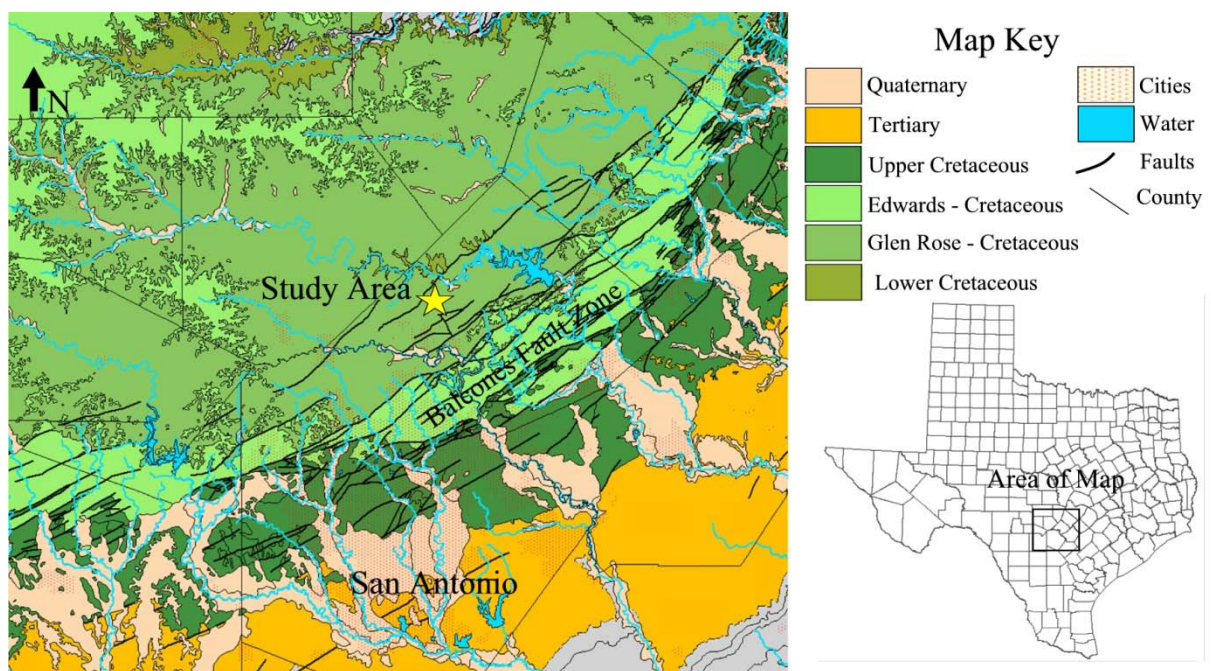 N
Study Area
Balcones Fault Zone
San Antonio
Map Key
Quaternary
Tertiary
Upper Cretaceous
Edwards - Cretaceous
Glen Rose - Cretaceous
Lower Cretaceous
Cities
Water
Faults
County
Area of Map